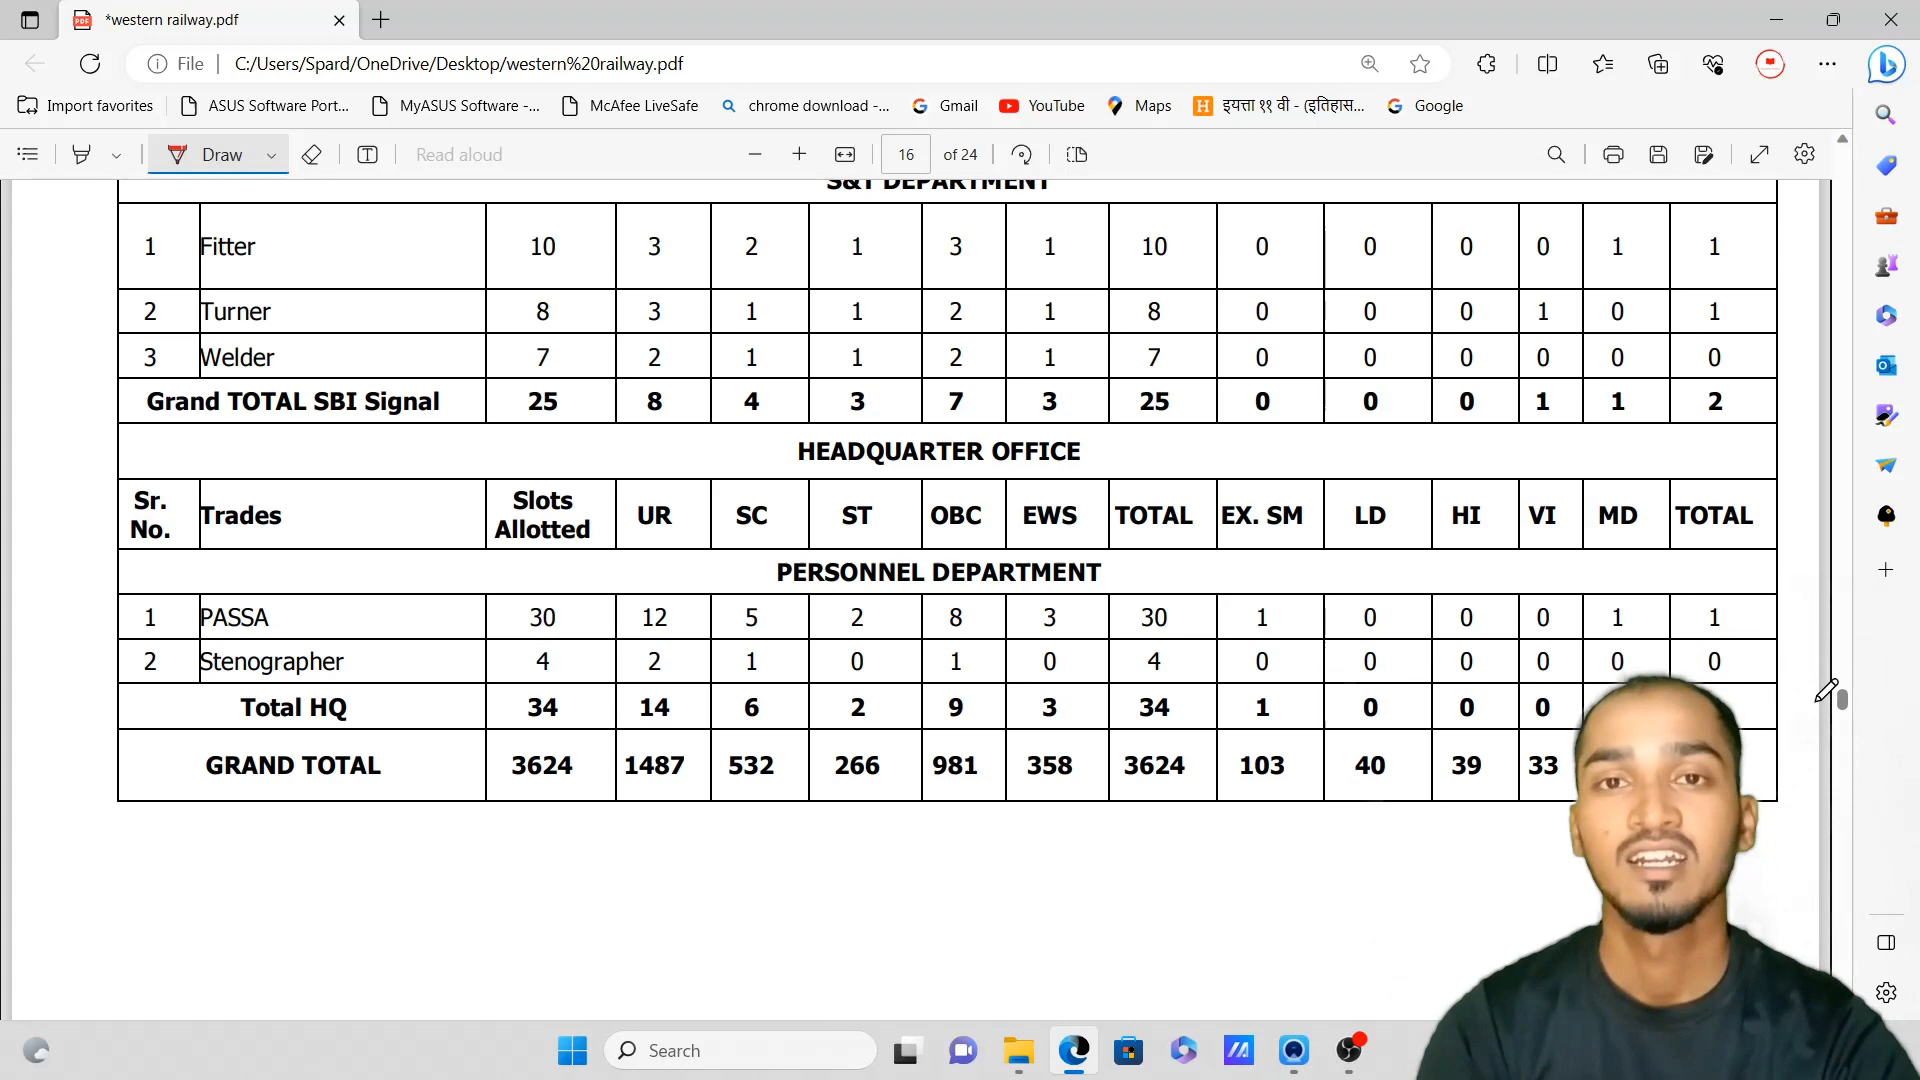 *western railway.pdf
File C:/Users/Spard/OneDrive/Desktop/western%20railway.pdf
Import favorites ASUS Software Port... MyASUS Software -... McAfee LiveSafe chrome download -... Gmail YouTube Maps इयत्ता ११ वी - (इतिहास... Google
Draw Read aloud 16 of 24
S&T DEPARTMENT
1 Fitter 10 3 2 1 3 1 10 0 0 0 0 1 1
2 Turner 8 3 1 1 2 1 8 0 0 0 1 0 1
3 Welder 7 2 1 1 2 1 7 0 0 0 0 0 0
Grand TOTAL SBI Signal 25 8 4 3 7 3 25 0 0 0 1 1 2
HEADQUARTER OFFICE
Sr. No. Trades Slots Allotted UR SC ST OBC EWS TOTAL EX. SM LD HI VI MD TOTAL
PERSONNEL DEPARTMENT
1 PASSA 30 12 5 2 8 3 30 1 0 0 0 1 1
2 Stenographer 4 2 1 0 1 0 4 0 0 0 0 0 0
Total HQ 34 14 6 2 9 3 34 1 0 0 0
GRAND TOTAL 3624 1487 532 266 981 358 3624 103 40 39 33
Search